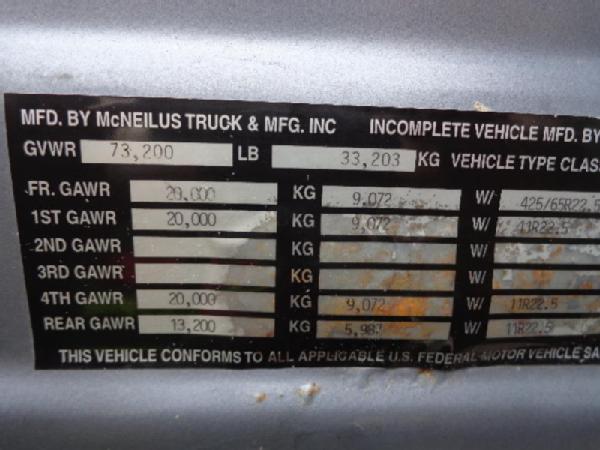 MFD. BY McNEILUS TRUCK & MFG. INC INCOMPLETE VEHICLE MFD. BY
GVWR 73,200 LB 33,203 KG VEHICLE TYPE CLASS
FR. GAWR 20,000 KG 9,072 W/ 425/65R22.5
1ST GAWR 20,000 KG 9,072 W/ 11R22.5
2ND GAWR KG W/
3RD GAWR KG W/
4TH GAWR 20,000 KG 9,072 W/ 11R22.5
REAR GAWR 13,200 KG 5,987 W/ 11R22.5
THIS VEHICLE CONFORMS TO ALL APPLICABLE U.S. FEDERAL MOTOR VEHICLE SA